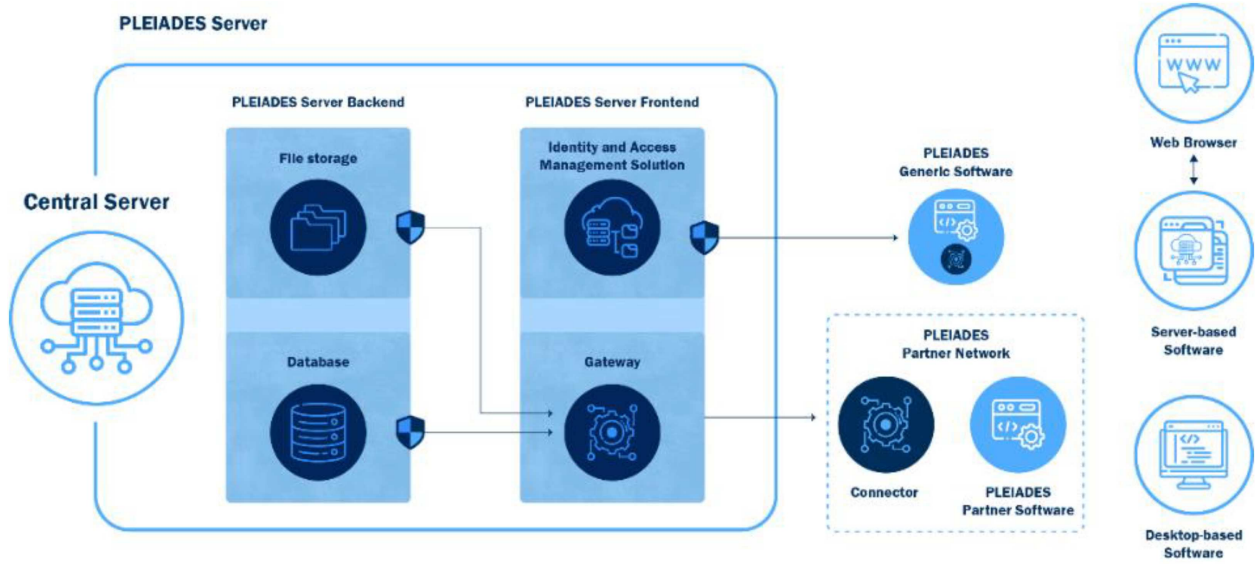 PLEIADES Server
PLEIADES Server Backend
PLEIADES Server Frontend
File storage
Identity and Access
Management Solution
Central Server
Database
Gateway
PLEIADES
Generic Software
PLEIADES
Partner Network
Connector
PLEIADES
Partner Software
WWW
Web Browser
Server-based
Software
Desktop-based
Software